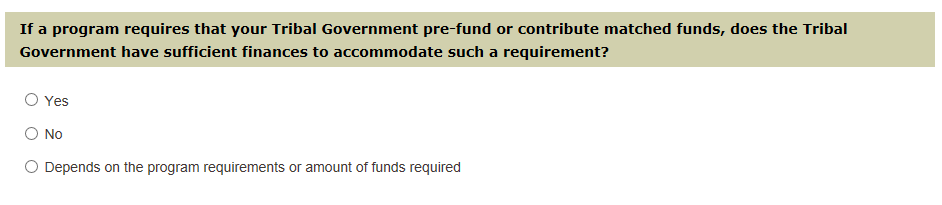 If a program requires that your Tribal Government pre-fund or contribute matched funds, does the Tribal
Government have sufficient finances to accommodate such a requirement?
Yes
No
Depends on the program requirements or amount of funds required